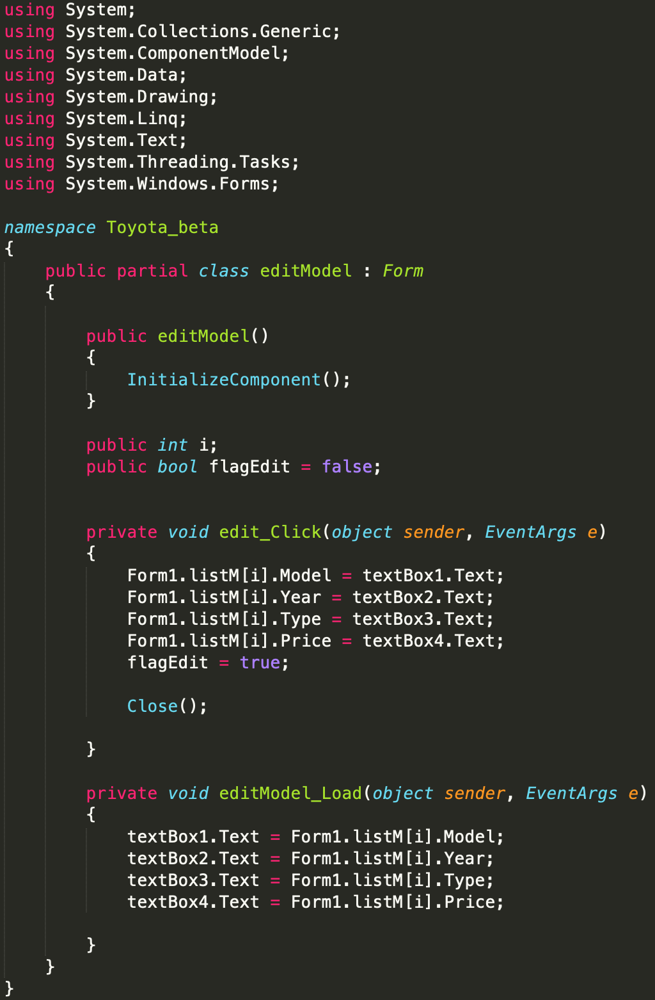 using System;
using System.Collections.Generic;
using System.ComponentModel;
using System.Data;
using System.Drawing;
using System.Linq;
using System.Text;
using System.Threading.Tasks;
using System.Windows.Forms;

namespace Toyota_beta
{
    public partial class editModel : Form
    {

        public editModel()
        {
            InitializeComponent();
        }

        public int i;
        public bool flagEdit = false;


        private void edit_Click(object sender, EventArgs e)
        {
            Form1.listM[i].Model = textBox1.Text;
            Form1.listM[i].Year = textBox2.Text;
            Form1.listM[i].Type = textBox3.Text;
            Form1.listM[i].Price = textBox4.Text;
            flagEdit = true;

            Close();

        }

        private void editModel_Load(object sender, EventArgs e)
        {
            textBox1.Text = Form1.listM[i].Model;
            textBox2.Text = Form1.listM[i].Year;
            textBox3.Text = Form1.listM[i].Type;
            textBox4.Text = Form1.listM[i].Price;

        }
    }
}